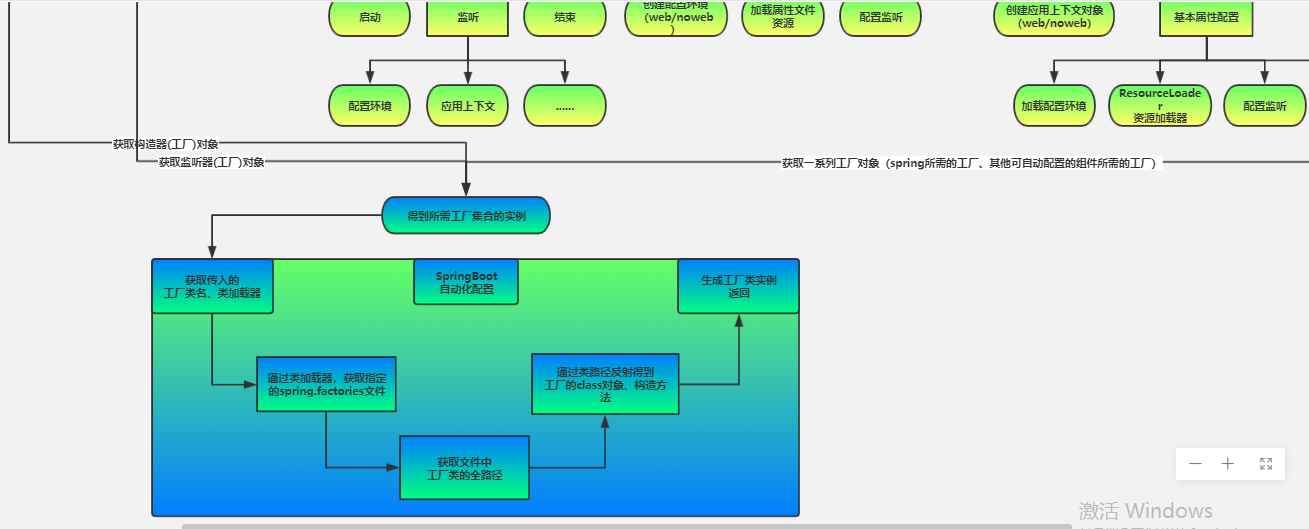 启动
监听
结束
创建配置环境
(web/noweb
)
加载属性文件
资源
配置监听
创建应用上下文对象
(web/noweb)
基本属性配置
配置环境
应用上下文
......
加载配置环境
ResourceLoade
r
资源加载器
配置监听
获取构造器(工厂)对象
获取监听器(工厂)对象
获取一系列工厂对象（spring所需的工厂、其他可自动配置的组件所需的工厂）
得到所需工厂集合的实例
获取传入的
工厂类名、类加载器
SpringBoot
自动化配置
生成工厂类实例
返回
通过类加载器，获取指定
的spring.factories文件
通过类路径反射得到
工厂的class对象、构造方
法
获取文件中
工厂类的全路径
激活 Windows